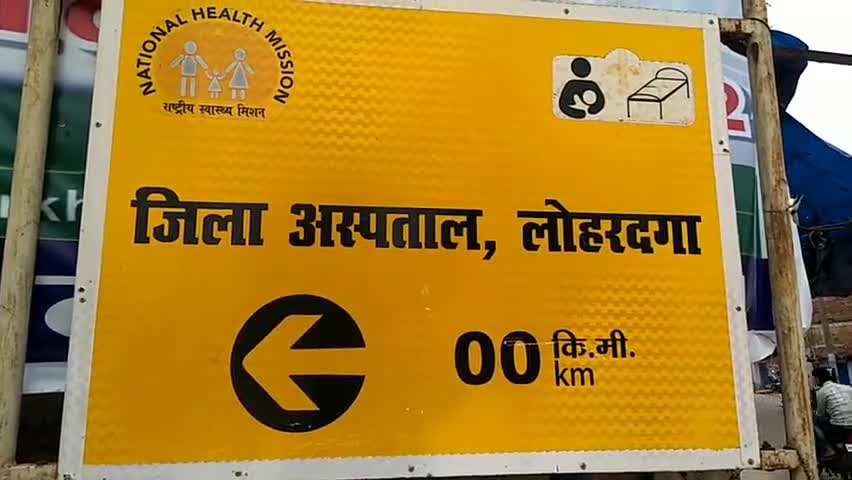 NATIONAL HEALTH MISSION
राष्ट्रीय स्वास्थ्य मिशन
जिला अस्पताल, लोहरदगा
00 कि.मी.
km